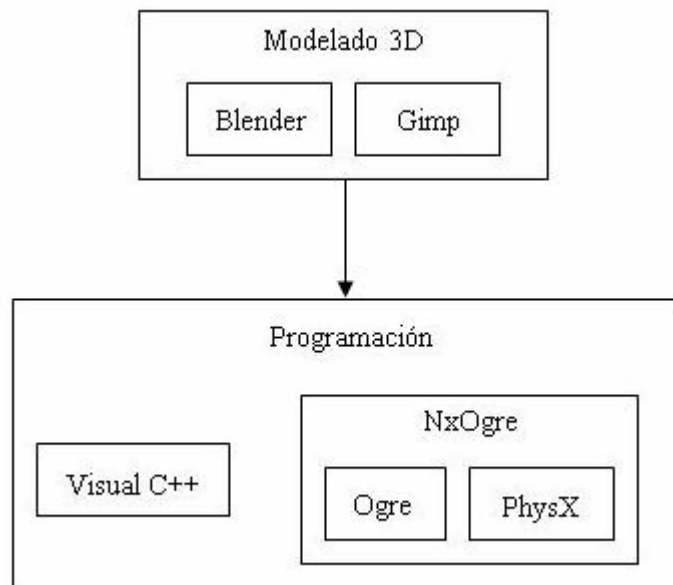 Modelado 3D
Blender
Gimp
Programación
NxOgre
Visual C++
Ogre
PhysX